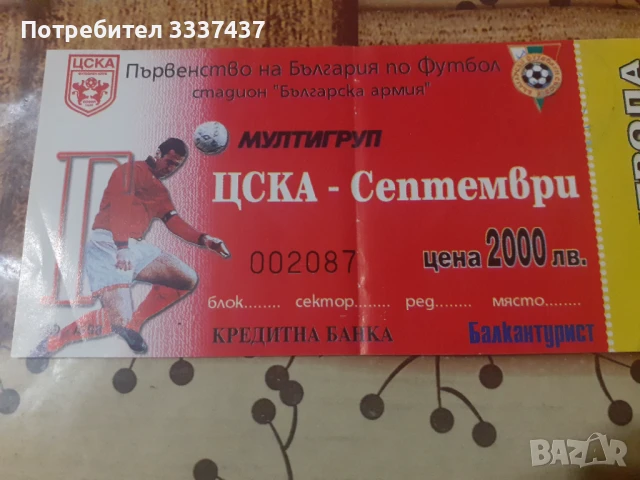 Потребител 3337437
ЦСКА
Първенство на България по Футбол
стадион "Българска армия"
МУЛТИГРУП
ЦСКА - Септември
002087
цена 2000 лв.
блок........ сектор........ ред........ място..........
КРЕДИТНА БАНКА
Балкантурист
BAZAR